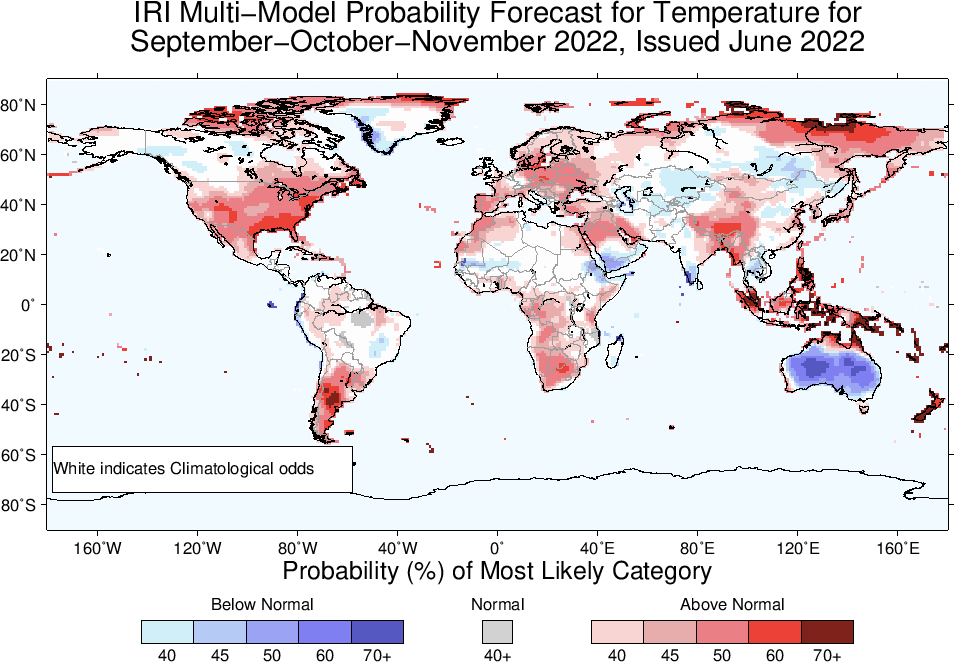 IRI Multi−Model Probability Forecast for Temperature for
September−October−November 2022, Issued June 2022
80˚N
60˚N
40˚N
20˚N
0˚
20˚S
40˚S
60˚S
80˚S
White indicates Climatological odds
160˚W 120˚W 80˚W 40˚W 0˚ 40˚E 80˚E 120˚E 160˚E
Probability (%) of Most Likely Category
Below Normal Normal Above Normal
40 45 50 60 70+ 40+ 40 45 50 60 70+